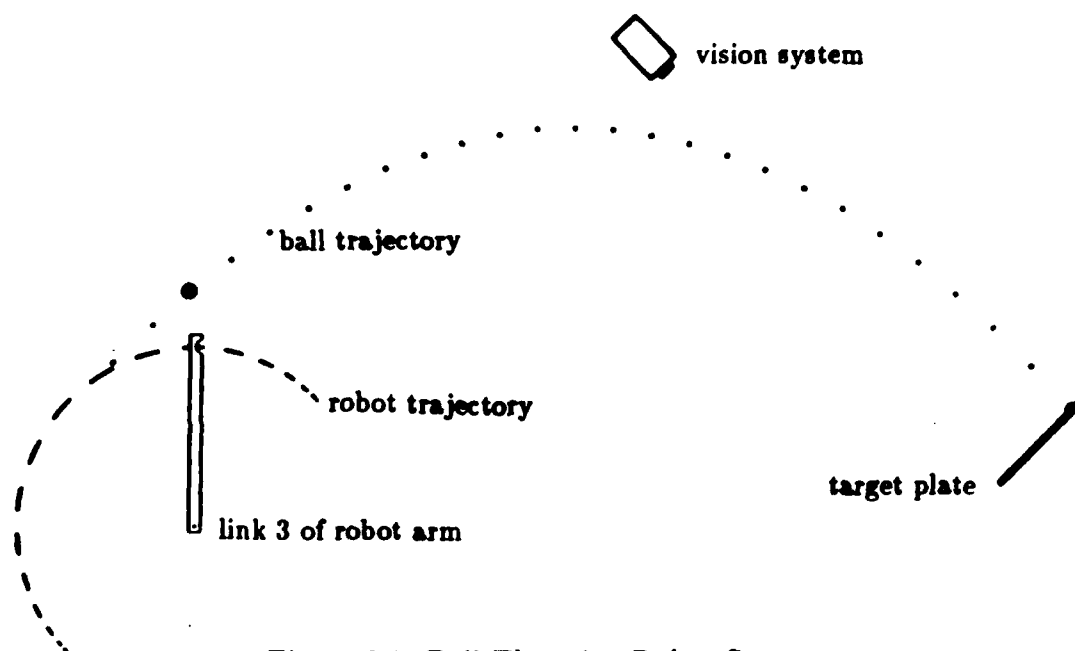 vision system
ball trajectory
robot trajectory
target plate
link 3 of robot arm